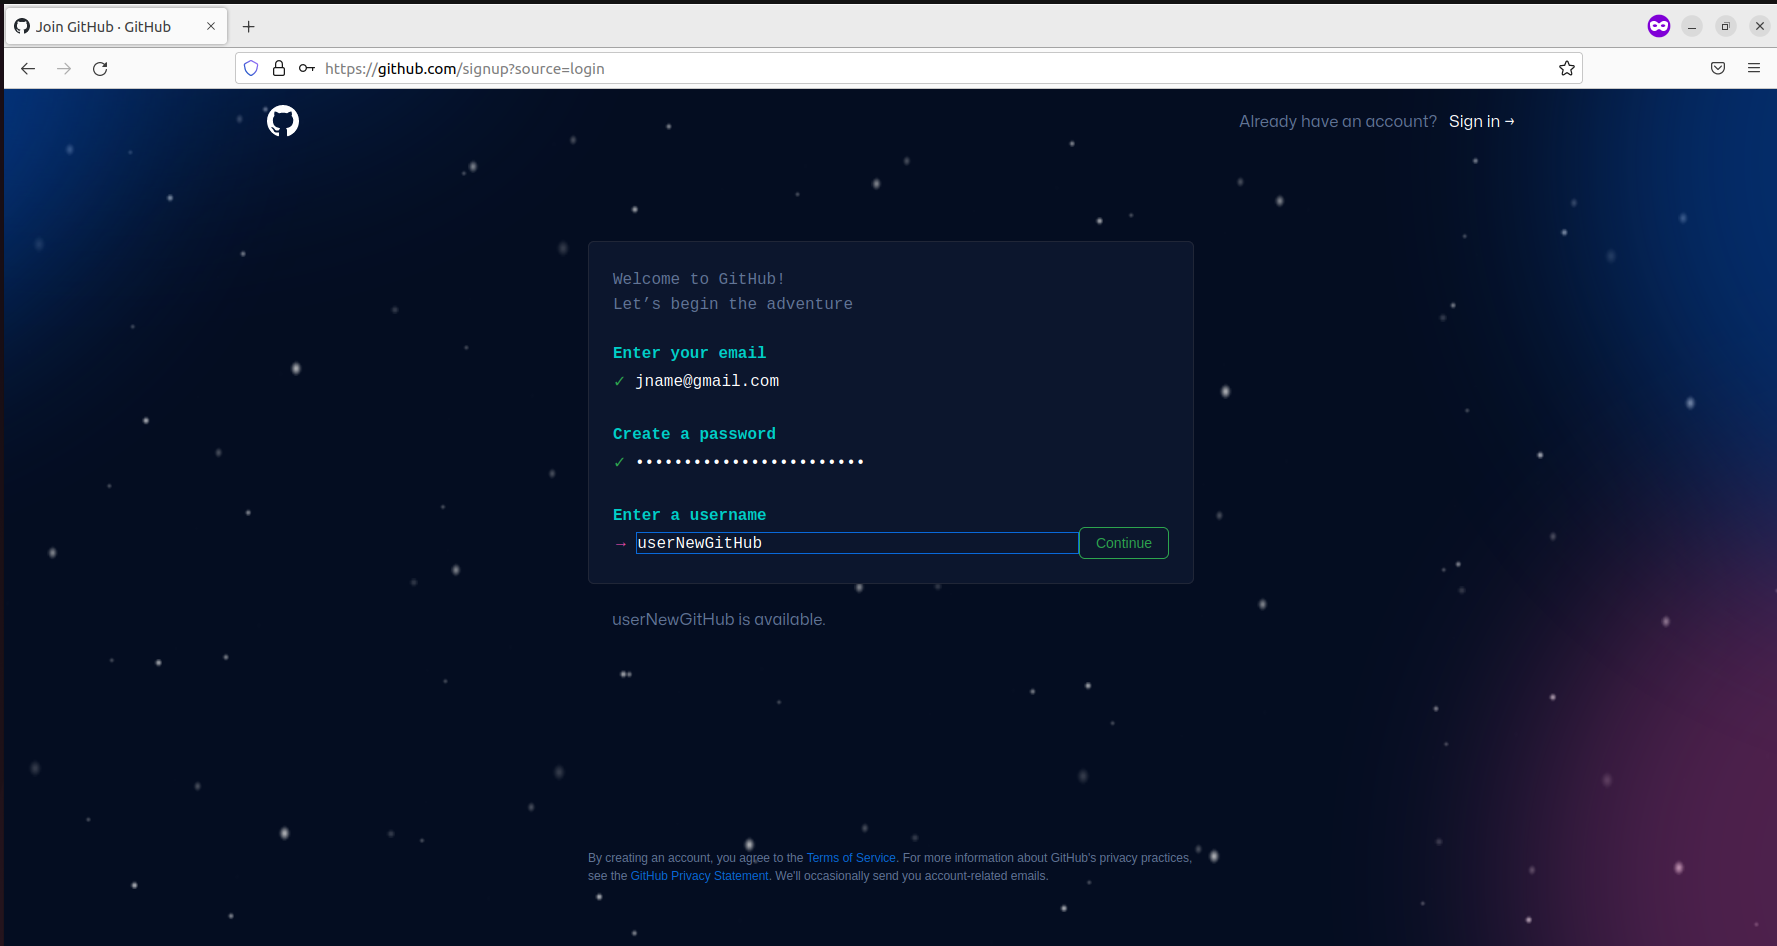 Join GitHub · GitHub
https://github.com/signup?source=login
Already have an account? Sign in →
Welcome to GitHub!
Let’s begin the adventure
Enter your email
✓ jname@gmail.com
Create a password
✓ ••••••••••••••••••••••••
Enter a username
→ userNewGitHub Continue
userNewGitHub is available.
By creating an account, you agree to the Terms of Service. For more information about GitHub's privacy practices,
see the GitHub Privacy Statement. We'll occasionally send you account-related emails.